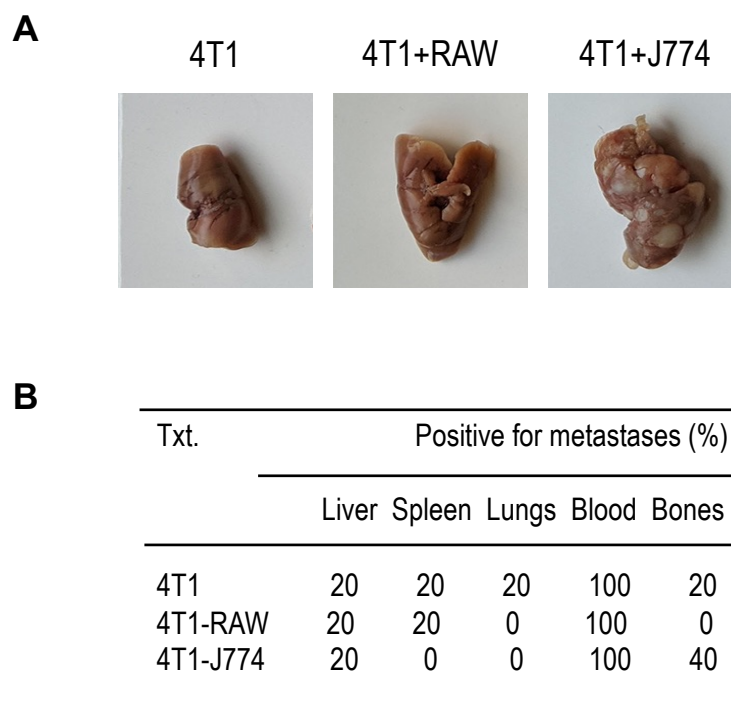 A
4T1 4T1+RAW 4T1+J774
B
Txt. Positive for metastases (%)
Liver Spleen Lungs Blood Bones
4T1 20 20 20 100 20
4T1-RAW 20 20 0 100 0
4T1-J774 20 0 0 100 40